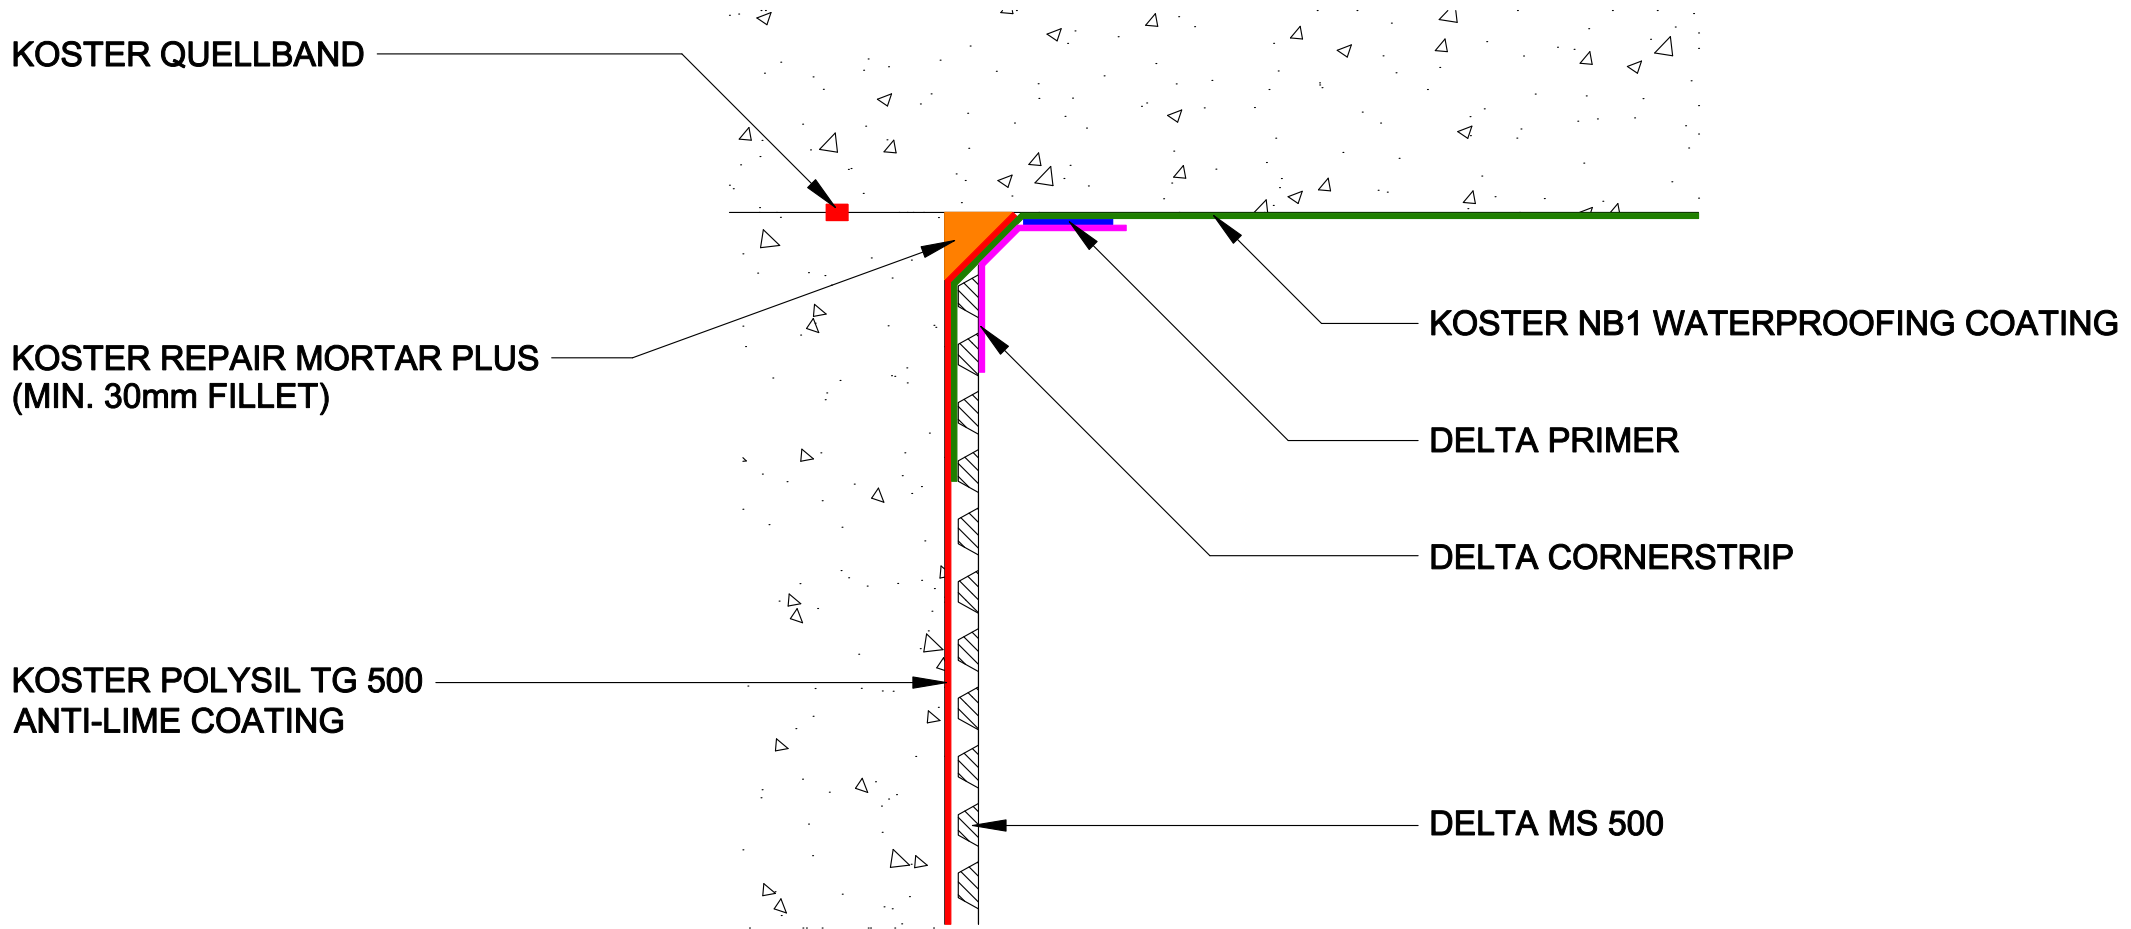 KOSTER QUELLBAND
KOSTER REPAIR MORTAR PLUS
(MIN. 30mm FILLET)
KOSTER POLYSIL TG 500
ANTI-LIME COATING
KOSTER NB1 WATERPROOFING COATING
DELTA PRIMER
DELTA CORNERSTRIP
DELTA MS 500